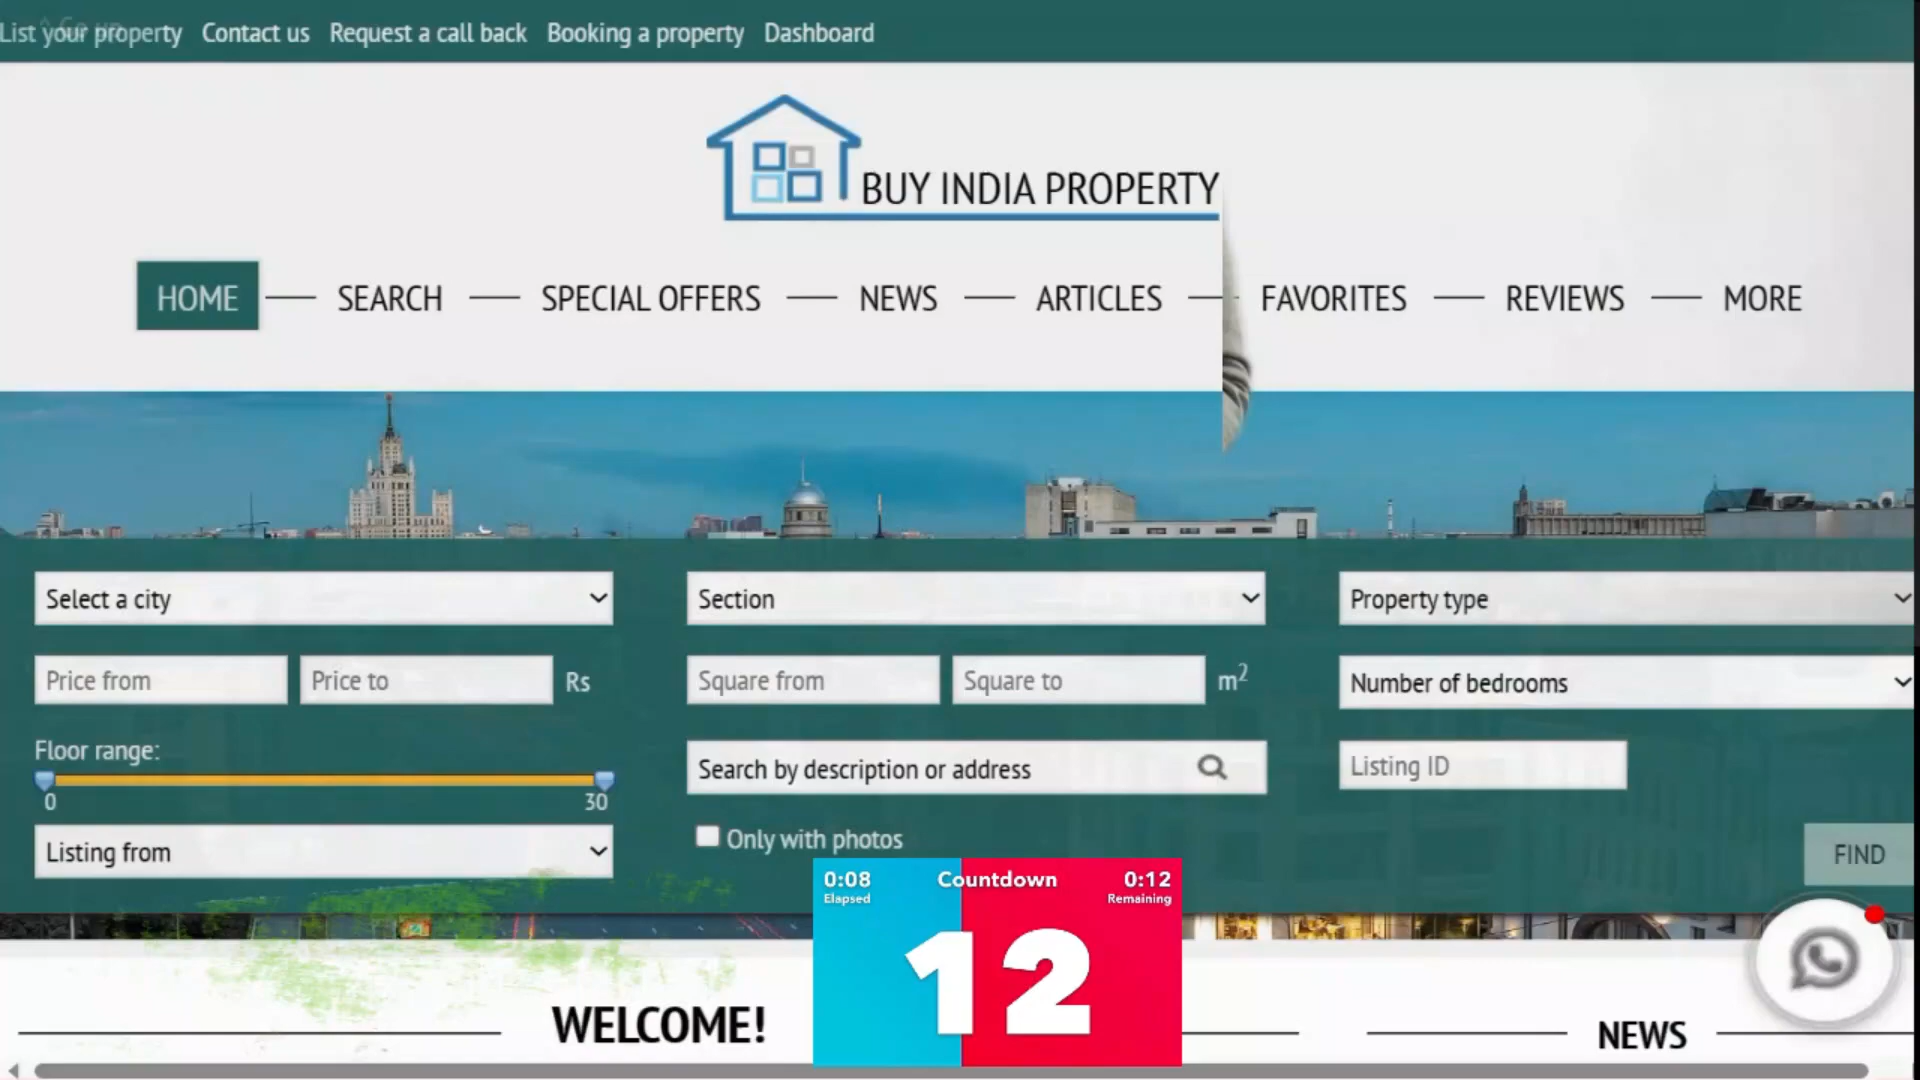 List your property Contact us Request a call back Booking a property Dashboard
BUY INDIA PROPERTY
HOME SEARCH SPECIAL OFFERS NEWS ARTICLES FAVORITES REVIEWS MORE
Select a city Section Property type
Price from Price to Rs Square from Square to m² Number of bedrooms
Floor range:
Search by description or address Listing ID
0 30
Listing from Only with photos FIND
0:08 Countdown 0:12
Elapsed Remaining
12
WELCOME! NEWS